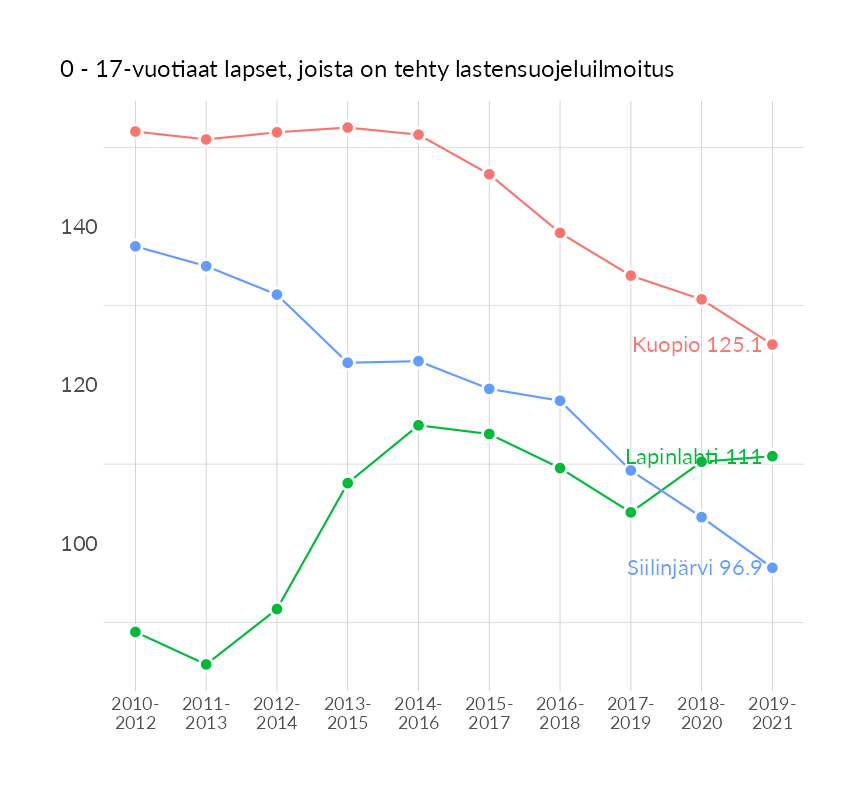 0 - 17-vuotiaat lapset, joista on tehty lastensuojeluilmoitus
140
120
100
Kuopio 125.1
Lapinlahti 111
Siilinjärvi 96.9
2010- 2011- 2012- 2013- 2014- 2015- 2016- 2017- 2018- 2019-
2012 2013 2014 2015 2016 2017 2018 2019 2020 2021